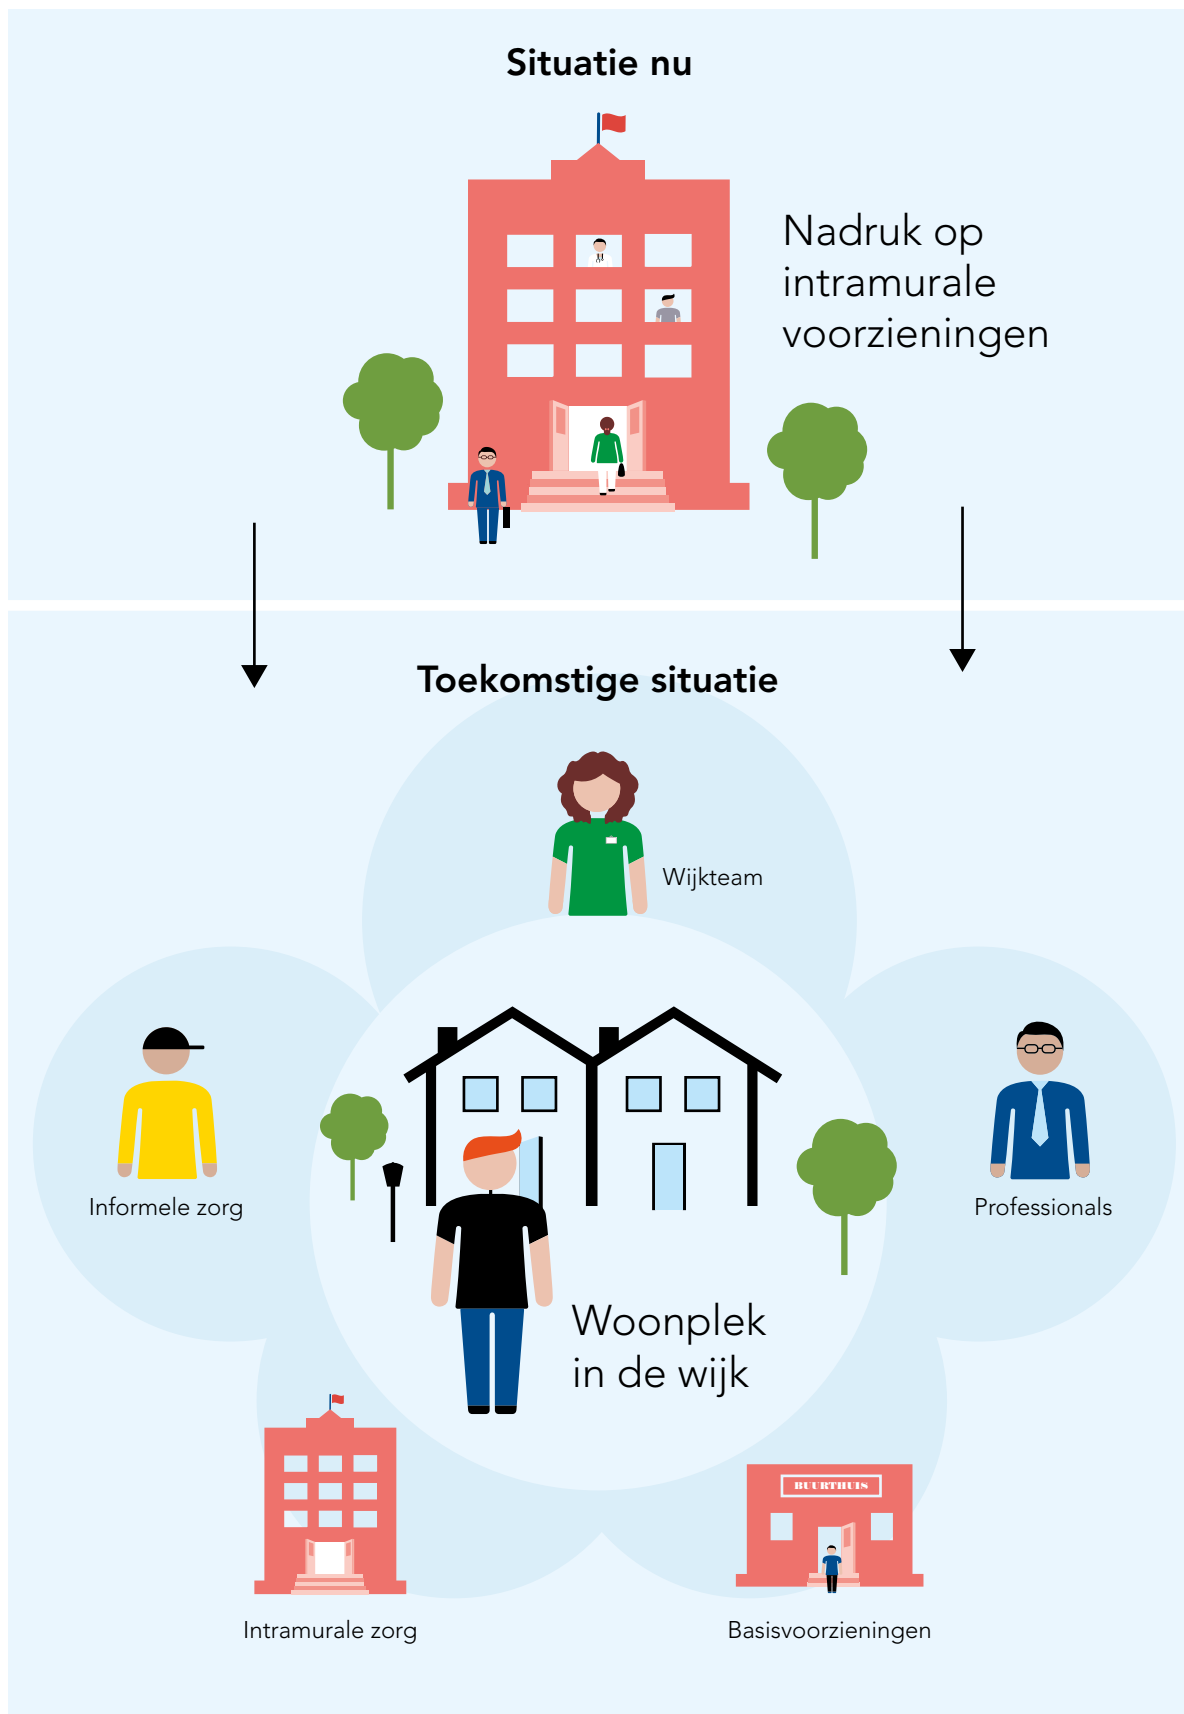 Situatie nu
Nadruk op
intramurale
voorzieningen
Toekomstige situatie
Wijkteam
Informele zorg
Professionals
Woonplek
in de wijk
BUURTHUIS
Intramurale zorg
Basisvoorzieningen